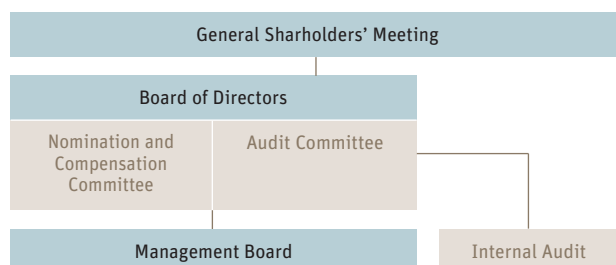 General Sharholders’ Meeting
Board of Directors
Nomination and
Compensation
Committee
Audit Committee
Management Board
Internal Audit